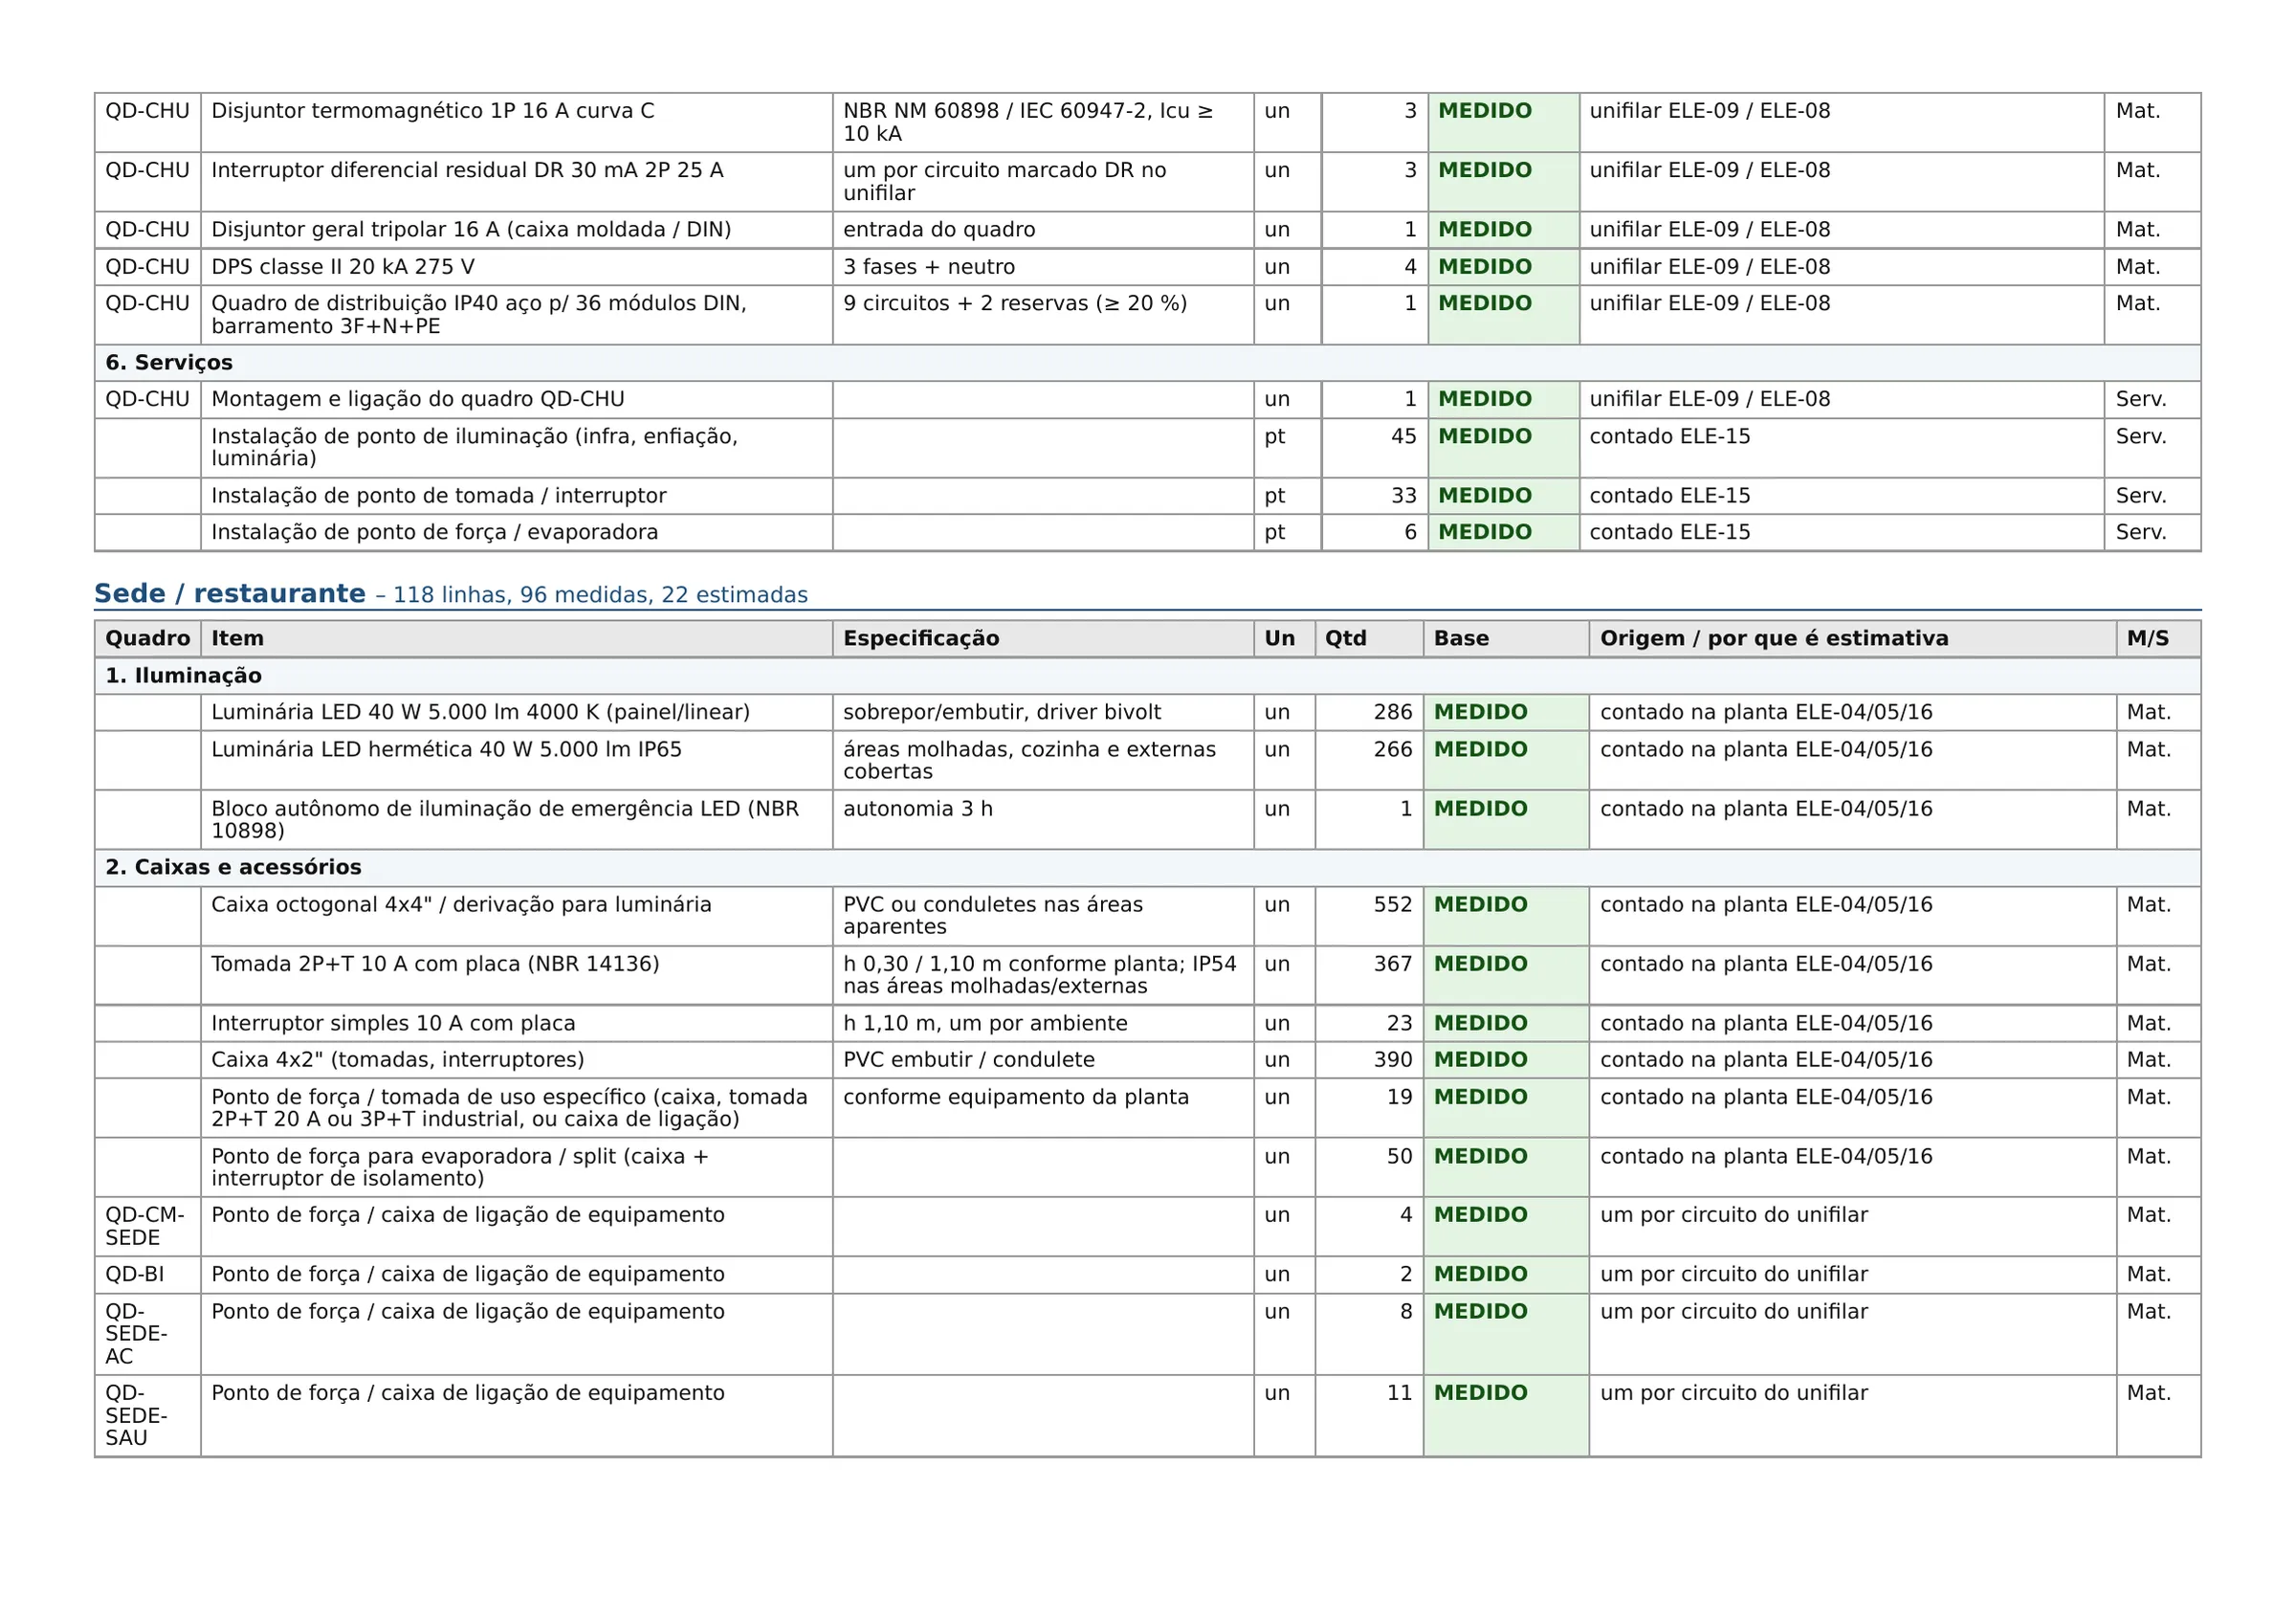 QD-CHU Disjuntor termomagnético 1P 16 A curva C NBR NM 60898 / IEC 60947-2, Icu ≥ un 3 MEDIDO unifilar ELE-09 / ELE-08 Mat.
10 kA
QD-CHU Interruptor diferencial residual DR 30 mA 2P 25 A um por circuito marcado DR no un 3 MEDIDO unifilar ELE-09 / ELE-08 Mat.
unifilar
QD-CHU Disjuntor geral tripolar 16 A (caixa moldada / DIN) entrada do quadro un 1 MEDIDO unifilar ELE-09 / ELE-08 Mat.
QD-CHU DPS classe II 20 kA 275 V 3 fases + neutro un 4 MEDIDO unifilar ELE-09 / ELE-08 Mat.
QD-CHU Quadro de distribuição IP40 aço p/ 36 módulos DIN, 9 circuitos + 2 reservas (≥ 20 %) un 1 MEDIDO unifilar ELE-09 / ELE-08 Mat.
barramento 3F+N+PE
6. Serviços
QD-CHU Montagem e ligação do quadro QD-CHU un 1 MEDIDO unifilar ELE-09 / ELE-08 Serv.
Instalação de ponto de iluminação (infra, enfiação, pt 45 MEDIDO contado ELE-15 Serv.
luminária)
Instalação de ponto de tomada / interruptor pt 33 MEDIDO contado ELE-15 Serv.
Instalação de ponto de força / evaporadora pt 6 MEDIDO contado ELE-15 Serv.
Sede / restaurante – 118 linhas, 96 medidas, 22 estimadas
Quadro Item Especificação Un Qtd Base Origem / por que é estimativa M/S
1. Iluminação
Luminária LED 40 W 5.000 lm 4000 K (painel/linear) sobrepor/embutir, driver bivolt un 286 MEDIDO contado na planta ELE-04/05/16 Mat.
Luminária LED hermética 40 W 5.000 lm IP65 áreas molhadas, cozinha e externas un 266 MEDIDO contado na planta ELE-04/05/16 Mat.
cobertas
Bloco autônomo de iluminação de emergência LED (NBR autonomia 3 h un 1 MEDIDO contado na planta ELE-04/05/16 Mat.
10898)
2. Caixas e acessórios
Caixa octogonal 4x4" / derivação para luminária PVC ou conduletes nas áreas un 552 MEDIDO contado na planta ELE-04/05/16 Mat.
aparentes
Tomada 2P+T 10 A com placa (NBR 14136) h 0,30 / 1,10 m conforme planta; IP54 un 367 MEDIDO contado na planta ELE-04/05/16 Mat.
nas áreas molhadas/externas
Interruptor simples 10 A com placa h 1,10 m, um por ambiente un 23 MEDIDO contado na planta ELE-04/05/16 Mat.
Caixa 4x2" (tomadas, interruptores) PVC embutir / condulete un 390 MEDIDO contado na planta ELE-04/05/16 Mat.
Ponto de força / tomada de uso específico (caixa, tomada conforme equipamento da planta un 19 MEDIDO contado na planta ELE-04/05/16 Mat.
2P+T 20 A ou 3P+T industrial, ou caixa de ligação)
Ponto de força para evaporadora / split (caixa + un 50 MEDIDO contado na planta ELE-04/05/16 Mat.
interruptor de isolamento)
QD-CM- Ponto de força / caixa de ligação de equipamento un 4 MEDIDO um por circuito do unifilar Mat.
SEDE
QD-BI Ponto de força / caixa de ligação de equipamento un 2 MEDIDO um por circuito do unifilar Mat.
QD- Ponto de força / caixa de ligação de equipamento un 8 MEDIDO um por circuito do unifilar Mat.
SEDE-
AC
QD- Ponto de força / caixa de ligação de equipamento un 11 MEDIDO um por circuito do unifilar Mat.
SEDE-
SAU